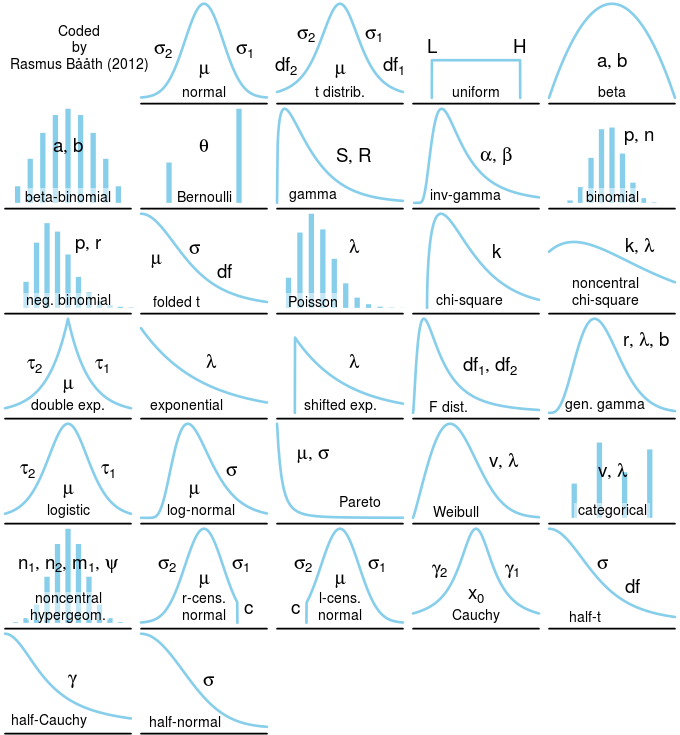 Coded
by
Rasmus Bååth (2012)
σ2 σ1
μ
normal
σ1
df2 μ df1
t distrib.
L H
uniform
a, b
beta
a, b
beta-binomial
θ
Bernoulli
S, R
gamma
α, β
inv-gamma
p, n
binomial
p, r
neg. binomial
μ σ
df
folded t
λ
Poisson
k
chi-square
k, λ
noncentral
chi-square
τ2 τ1
μ
double exp.
λ
exponential
λ
shifted exp.
df1, df2
F dist.
r, λ, b
gen. gamma
τ2 τ1
μ
logistic
σ
μ
log-normal
μ, σ
Pareto
v, λ
Weibull
v, λ
categorical
n1, n2, m1, ψ
noncentral
hypergeom.
σ2 σ1
μ
r-cens. c
normal
σ2 σ1
μ
c l-cens.
normal
γ2 γ1
x0
Cauchy
σ
df
half-t
γ
half-Cauchy
σ
half-normal